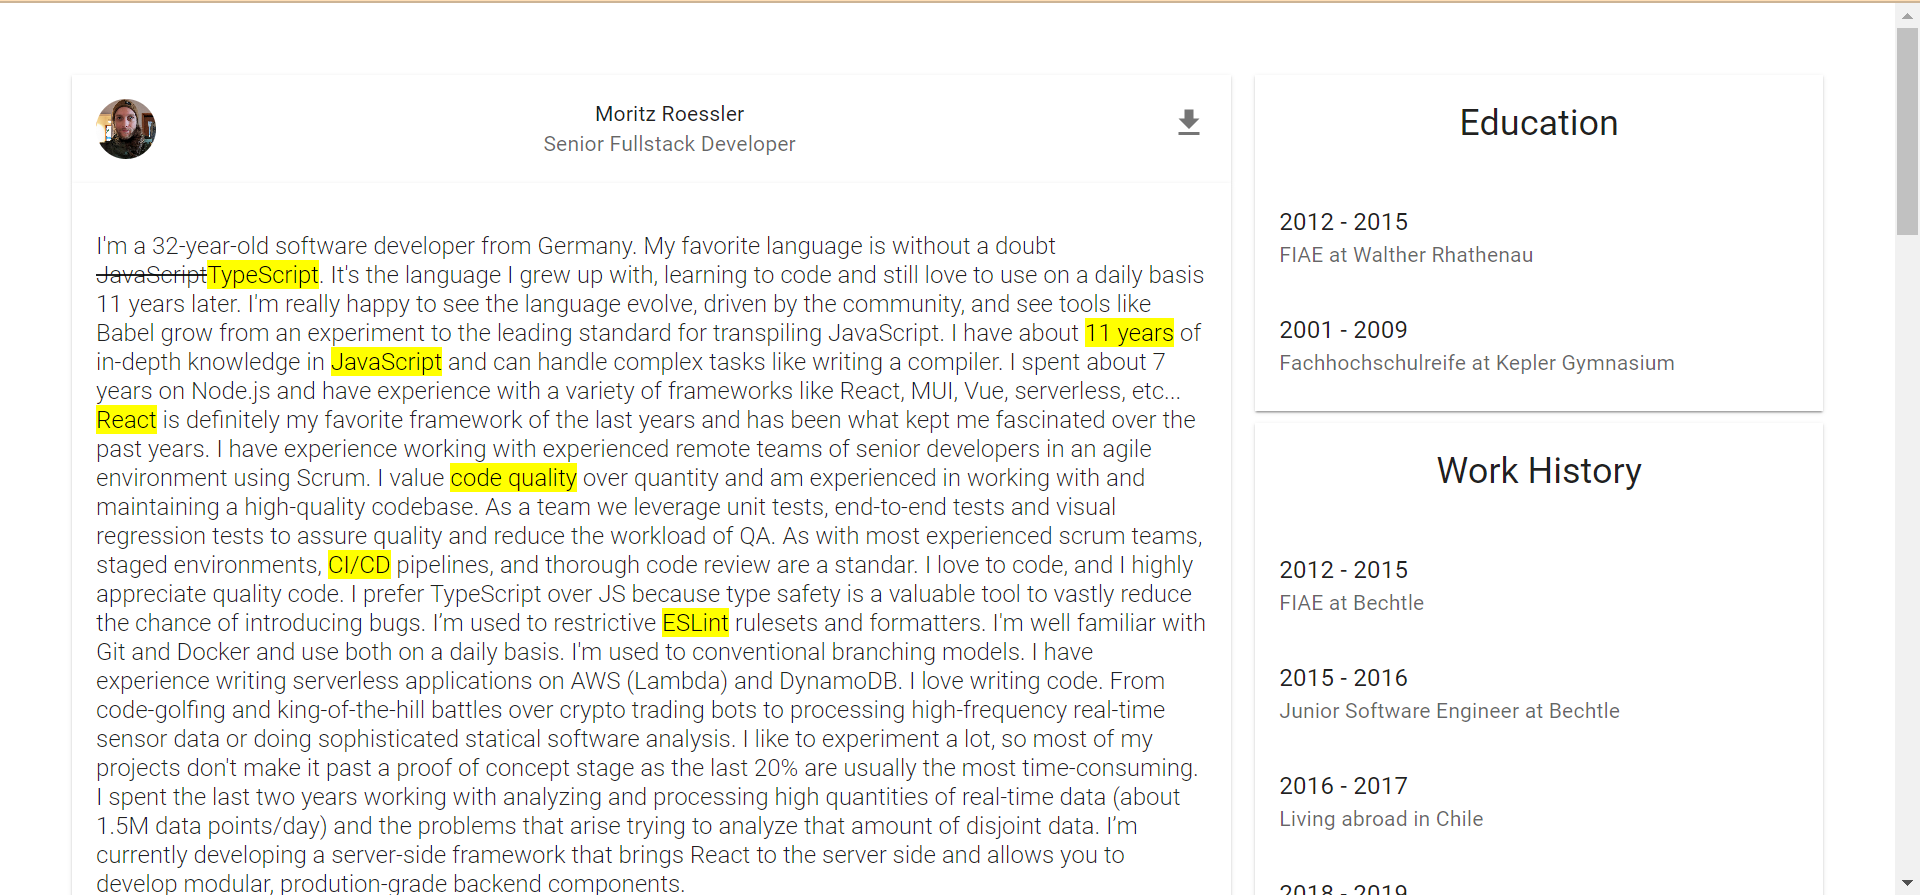 Moritz Roessler
Senior Fullstack Developer
I'm a 32-year-old software developer from Germany. My favorite language is without a doubt
JavaScriptTypeScript. It's the language I grew up with, learning to code and still love to use on a daily basis
11 years later. I'm really happy to see the language evolve, driven by the community, and see tools like
Babel grow from an experiment to the leading standard for transpiling JavaScript. I have about 11 years of
in-depth knowledge in JavaScript and can handle complex tasks like writing a compiler. I spent about 7
years on Node.js and have experience with a variety of frameworks like React, MUI, Vue, serverless, etc...
React is definitely my favorite framework of the last years and has been what kept me fascinated over the
past years. I have experience working with experienced remote teams of senior developers in an agile
environment using Scrum. I value code quality over quantity and am experienced in working with and
maintaining a high-quality codebase. As a team we leverage unit tests, end-to-end tests and visual
regression tests to assure quality and reduce the workload of QA. As with most experienced scrum teams,
staged environments, CI/CD pipelines, and thorough code review are a standar. I love to code, and I highly
appreciate quality code. I prefer TypeScript over JS because type safety is a valuable tool to vastly reduce
the chance of introducing bugs. I’m used to restrictive ESLint rulesets and formatters. I'm well familiar with
Git and Docker and use both on a daily basis. I'm used to conventional branching models. I have
experience writing serverless applications on AWS (Lambda) and DynamoDB. I love writing code. From
code-golfing and king-of-the-hill battles over crypto trading bots to processing high-frequency real-time
sensor data or doing sophisticated statical software analysis. I like to experiment a lot, so most of my
projects don't make it past a proof of concept stage as the last 20% are usually the most time-consuming.
I spent the last two years working with analyzing and processing high quantities of real-time data (about
1.5M data points/day) and the problems that arise trying to analyze that amount of disjoint data. I’m
currently developing a server-side framework that brings React to the server side and allows you to
develop modular, prodution-grade backend components.
Education
2012 - 2015
FIAE at Walther Rhathenau
2001 - 2009
Fachhochschulreife at Kepler Gymnasium
Work History
2012 - 2015
FIAE at Bechtle
2015 - 2016
Junior Software Engineer at Bechtle
2016 - 2017
Living abroad in Chile
2018 - 2019